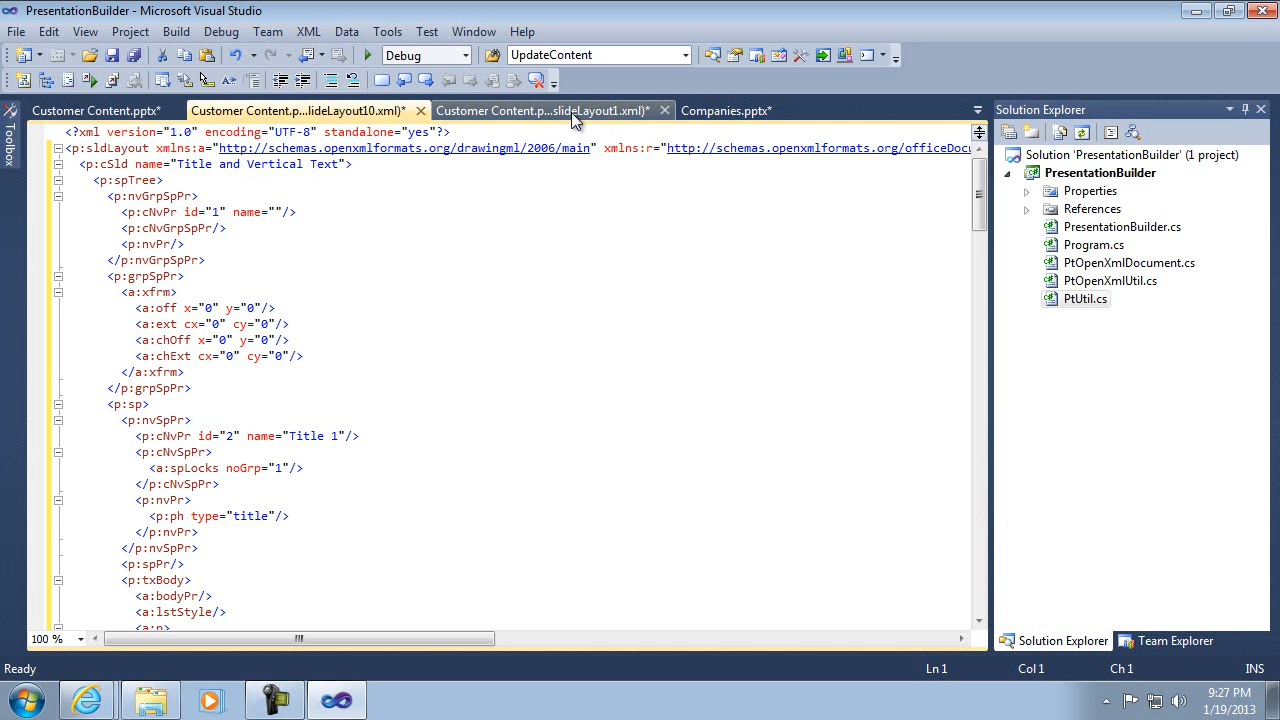 PresentationBuilder - Microsoft Visual Studio
File Edit View Project Build Debug Team XML Data Tools Test Window Help
Debug UpdateContent
Customer Content.pptx* Customer Content.p...lideLayout10.xml)* Customer Content.p...slideLayout1.xml)* Companies.pptx*
<?xml version="1.0" encoding="UTF-8" standalone="yes"?>
<p:sldLayout xmlns:a="http://schemas.openxmlformats.org/drawingml/2006/main" xmlns:r="http://schemas.openxmlformats.org/officeDocu
<p:cSld name="Title and Vertical Text">
<p:spTree>
<p:nvGrpSpPr>
<p:cNvPr id="1" name=""/>
<p:cNvGrpSpPr/>
<p:nvPr/>
</p:nvGrpSpPr>
<p:grpSpPr>
<a:xfrm>
<a:off x="0" y="0"/>
<a:ext cx="0" cy="0"/>
<a:chOff x="0" y="0"/>
<a:chExt cx="0" cy="0"/>
</a:xfrm>
</p:grpSpPr>
<p:sp>
<p:nvSpPr>
<p:cNvPr id="2" name="Title 1"/>
<p:cNvSpPr>
<a:spLocks noGrp="1"/>
</p:cNvSpPr>
<p:nvPr>
<p:ph type="title"/>
</p:nvPr>
</p:nvSpPr>
<p:spPr/>
<p:txBody>
<a:bodyPr/>
<a:lstStyle/>
<a:p>
100 %
Toolbox
Solution Explorer
Solution 'PresentationBuilder' (1 project)
PresentationBuilder
Properties
References
PresentationBuilder.cs
Program.cs
PtOpenXmlDocument.cs
PtOpenXmlUtil.cs
PtUtil.cs
Solution Explorer Team Explorer
Ready Ln 1 Col 1 Ch 1 INS
9:27 PM
1/19/2013